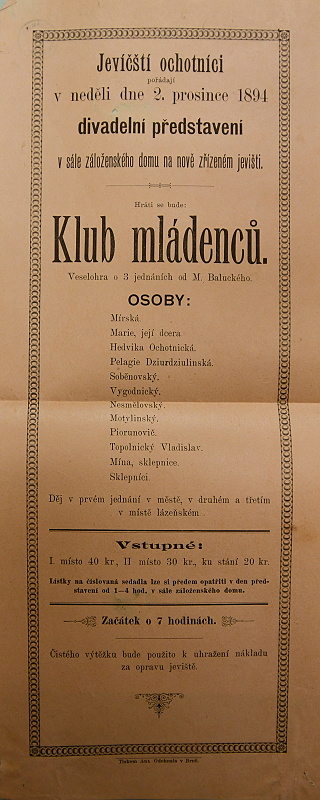 Jevíčští ochotníci
pořádají
v neděli dne 2. prosince 1894
divadelní představení
v sále záloženského domu na nově zřízeném jevišti.
Hráti se bude:
Klub mládenců.
Veselohra o 3 jednáních od M. Baluckého.
OSOBY:
Mírská
Marie, její dcera
Hedvika Ochotnická.
Pelagie Dziurdziulinská.
Soběnovský.
Vygodnický.
Nesmělovský.
Motylinský.
Piorunovič.
Topolnický Vladislav.
Mína, sklepnice.
Sklepníci.
Děj v prvém jednání v městě, v druhém a třetím
v místě lázeňském
Vstupné:
I. místo 40 kr., II místo 30 kr., ku stání 20 kr.
Lístky na číslovaná sedadla lze si předem opatřiti v den před-
stavení od 1—4 hod. v sále záloženského domu.
Začátek o 7 hodinách.
Čistého výtěžku bude použito k uhražení nákladu
za opravu jeviště.
Tiskem Ant. Odehnala v Brně.